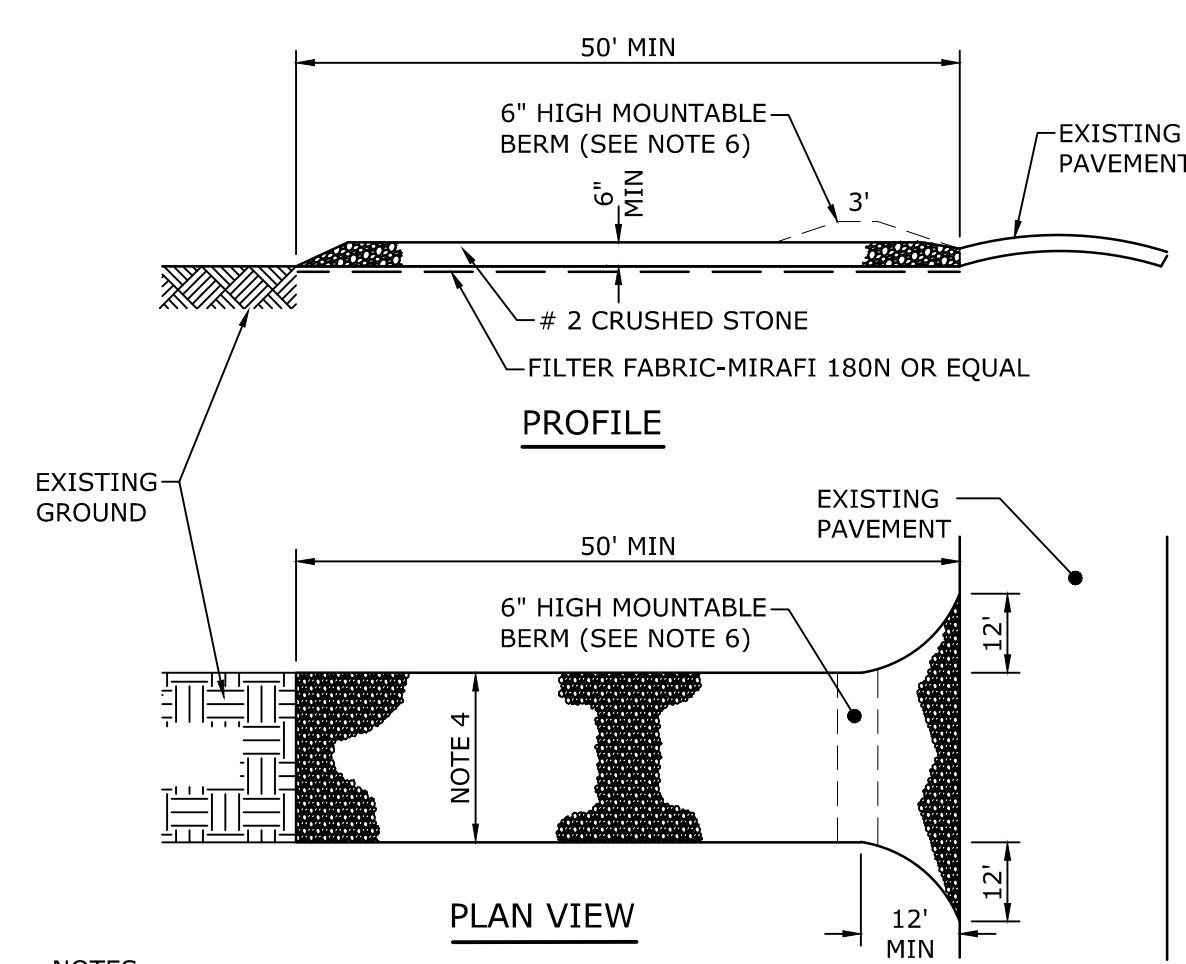 50' MIN
6" HIGH MOUNTABLE
BERM (SEE NOTE 6)
EXISTING
PAVEMENT
6"
MIN
3'
# 2 CRUSHED STONE
FILTER FABRIC-MIRAFI 180N OR EQUAL
PROFILE
EXISTING
GROUND
EXISTING
PAVEMENT
50' MIN
6" HIGH MOUNTABLE
BERM (SEE NOTE 6)
12'
NOTE 4
12'
12'
MIN
PLAN VIEW
NOTES